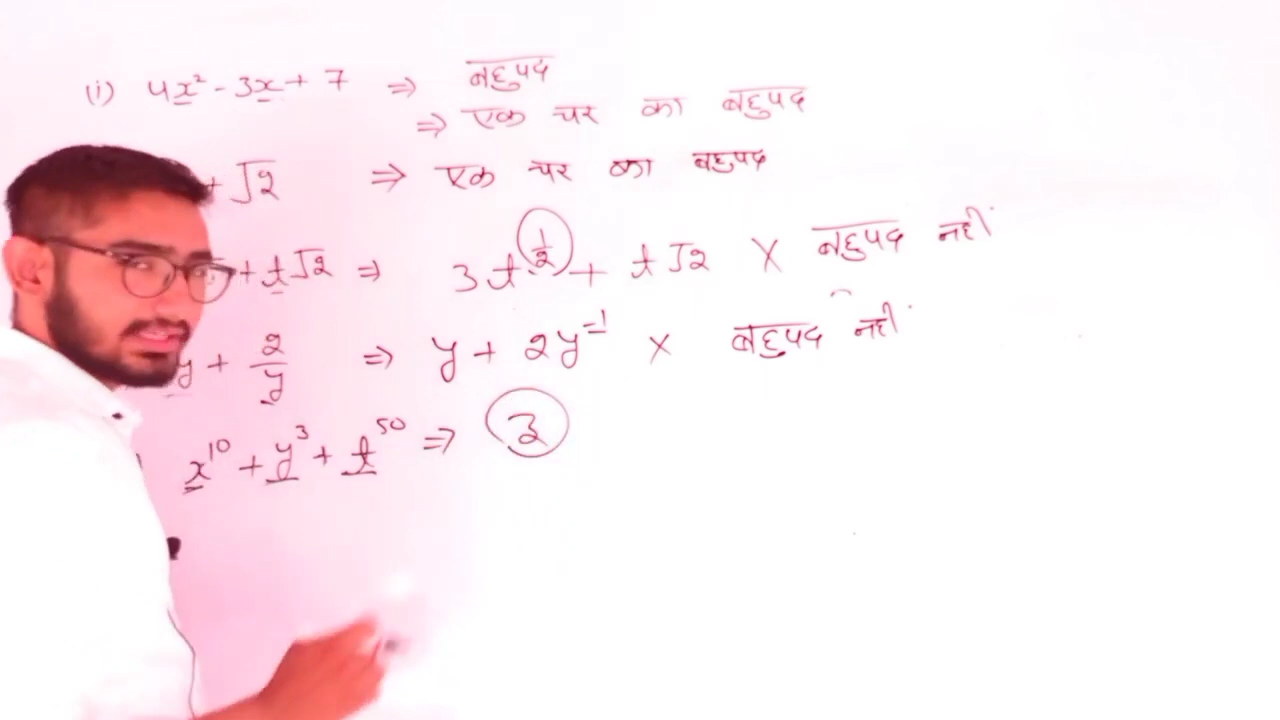 (i) 4x² - 3x + 7 ⇒ बहुपद
⇒ एक चर का बहुपद
+ √2 ⇒ एक चर का बहुपद
+ t√2 ⇒ 3t^½ + t√2 × बहुपद नहीं
y + 2/y ⇒ y + 2y⁻¹ × बहुपद नहीं
x¹⁰ + y³ + t⁵⁰ ⇒ 3